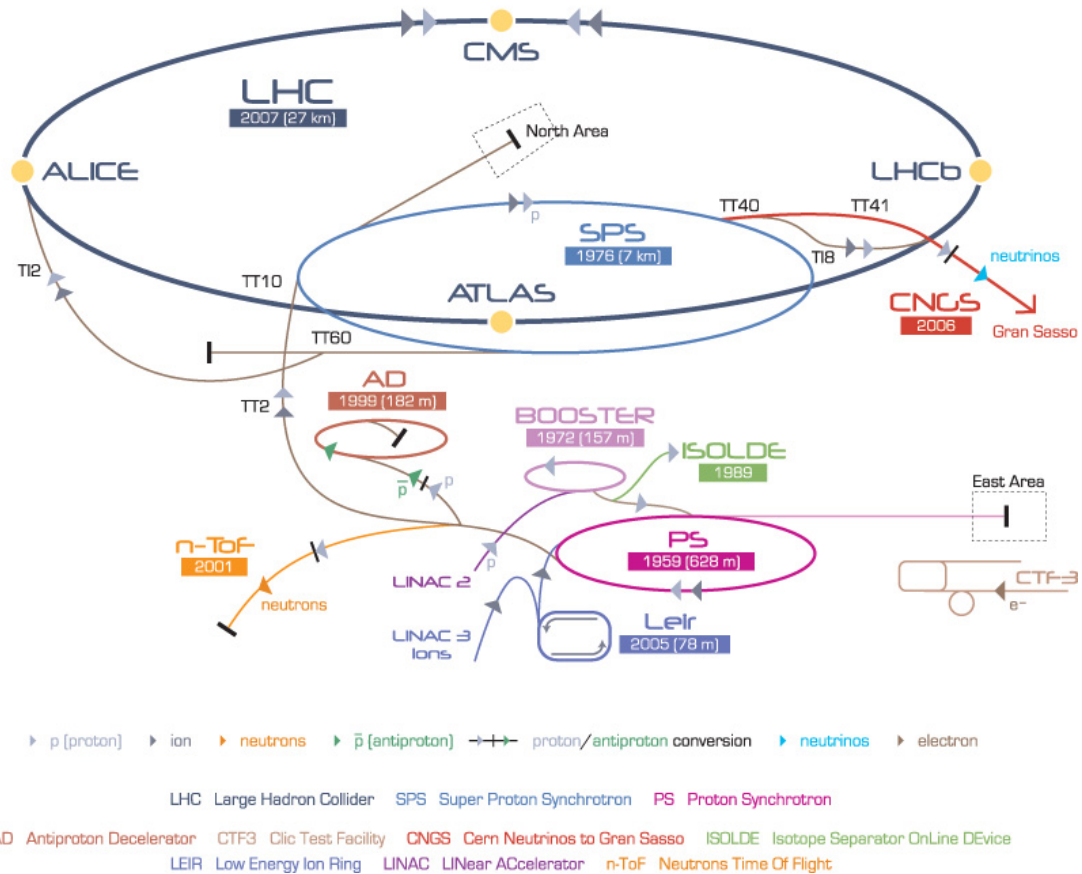 CMS
LHC
2007 (27 km)
North Area
ALICE
LHCb
TT40
TT41
p
SPS
1976 (7 km)
TI8
neutrinos
TI2
TT10
ATLAS
CNGS
2006
Gran Sasso
TT60
AD
1999 (182 m)
TT2
BOOSTER
1972 (157 m)
ISOLDE
1989
p̅
p
East Area
n-ToF
2001
PS
1959 (628 m)
LINAC 2
p
CTF3
e-
neutrons
LINAC 3
Ions
Leir
2005 (78 m)
p (proton) ion neutrons p̅ (antiproton) proton/antiproton conversion neutrinos electron
LHC Large Hadron Collider SPS Super Proton Synchrotron PS Proton Synchrotron
AD Antiproton Decelerator CTF3 Clic Test Facility CNGS Cern Neutrinos to Gran Sasso ISOLDE Isotope Separator OnLine DEvice
LEIR Low Energy Ion Ring LINAC LINear ACcelerator n-ToF Neutrons Time Of Flight